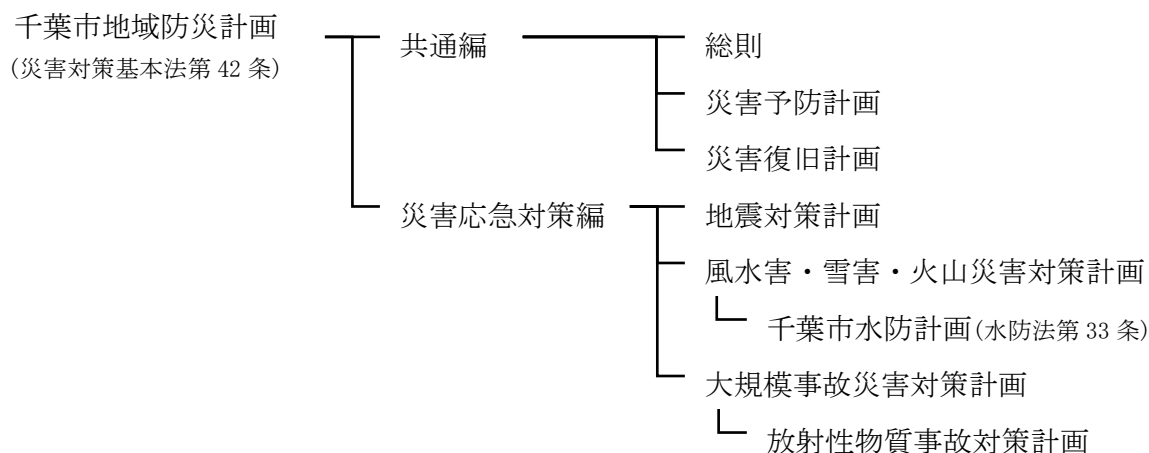 千葉市地域防災計画
(災害対策基本法第 42 条)
共通編
総則
災害予防計画
災害復旧計画
災害応急対策編
地震対策計画
風水害・雪害・火山災害対策計画
千葉市水防計画(水防法第 33 条)
大規模事故災害対策計画
放射性物質事故対策計画